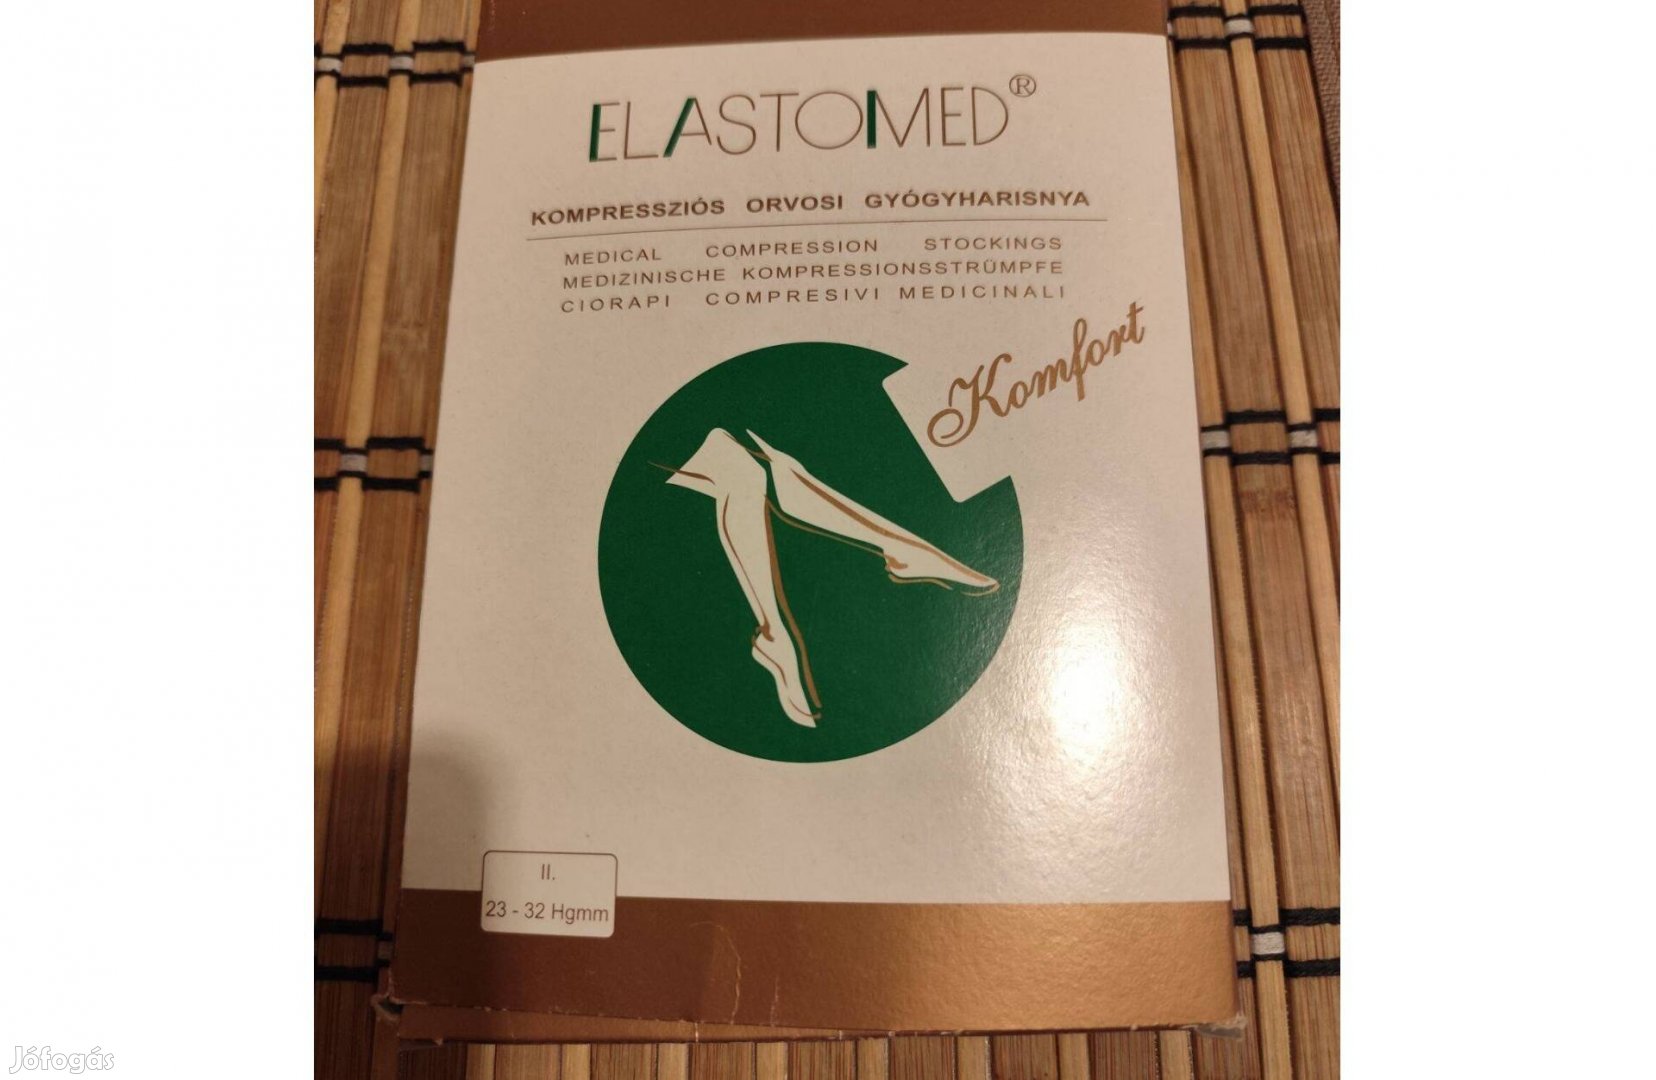 ELASTOMED®
KOMPRESSZIÓS ORVOSI GYÓGYHARISNYA
MEDICAL COMPRESSION STOCKINGS
MEDIZINISCHE KOMPRESSIONSSTRÜMPFE
CIORAPI COMPRESIVI MEDICINALI
Komfort
II.
23 - 32 Hgmm
Jófogás